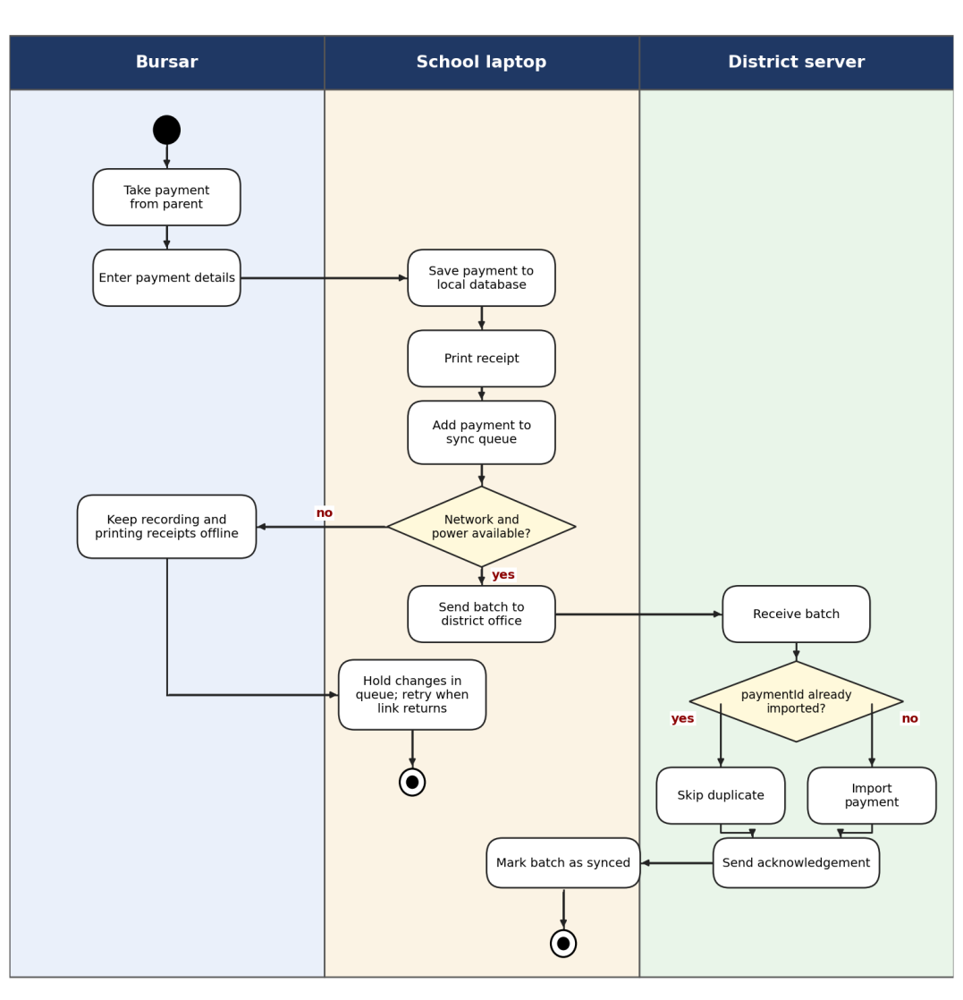 Bursar
School laptop
District server
Take payment
from parent
Enter payment details
Save payment to
local database
Print receipt
Add payment to
sync queue
Network and
power available?
no
Keep recording and
printing receipts offline
yes
Send batch to
district office
Receive batch
Hold changes in
queue; retry when
link returns
paymentId already
imported?
yes
no
Skip duplicate
Import
payment
Mark batch as synced
Send acknowledgement